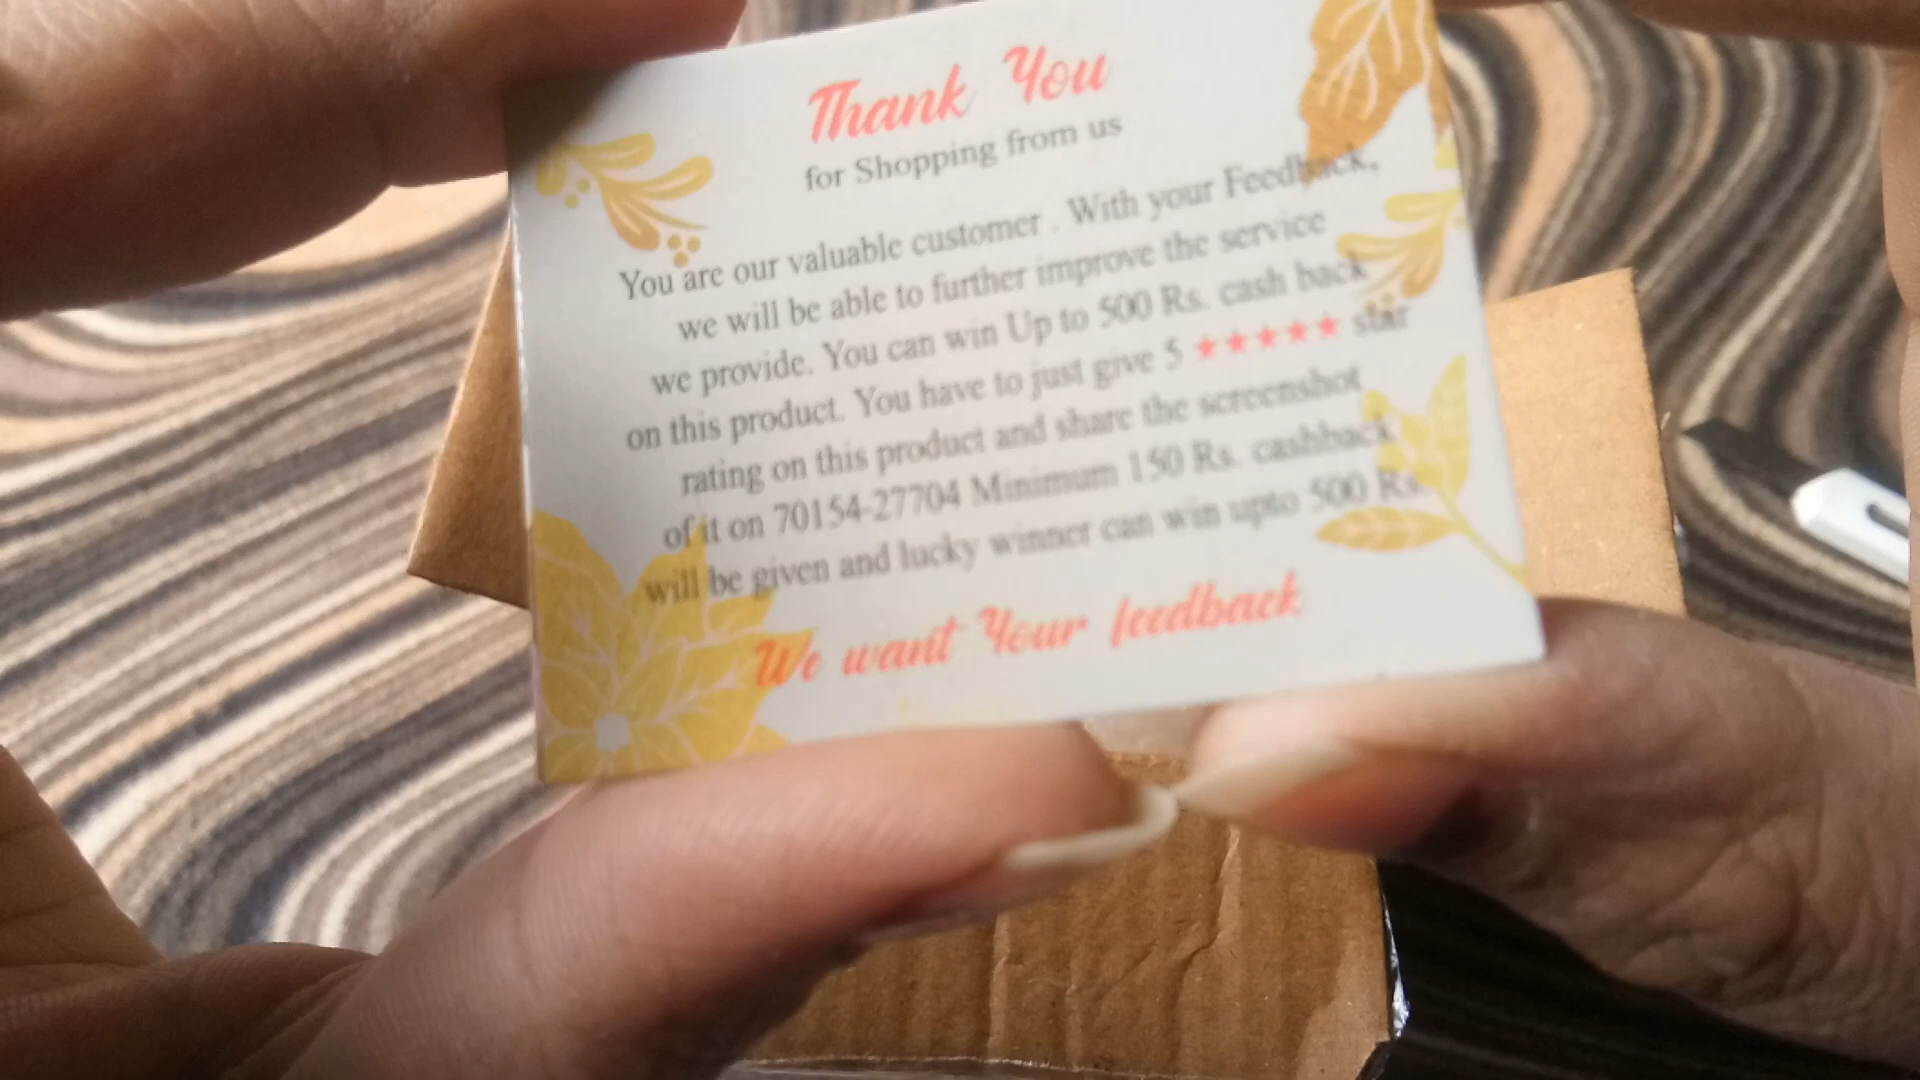 Thank You
for Shopping from us
You are our valuable customer . With your Feedback,
we will be able to further improve the service
we provide. You can win Up to 500 Rs. cash back
on this product. You have to just give 5 ★★★★★ star
rating on this product and share the screenshot
of it on 70154-27704 Minimum 150 Rs. cashback
will be given and lucky winner can win upto 500 Rs.
We want Your feedback